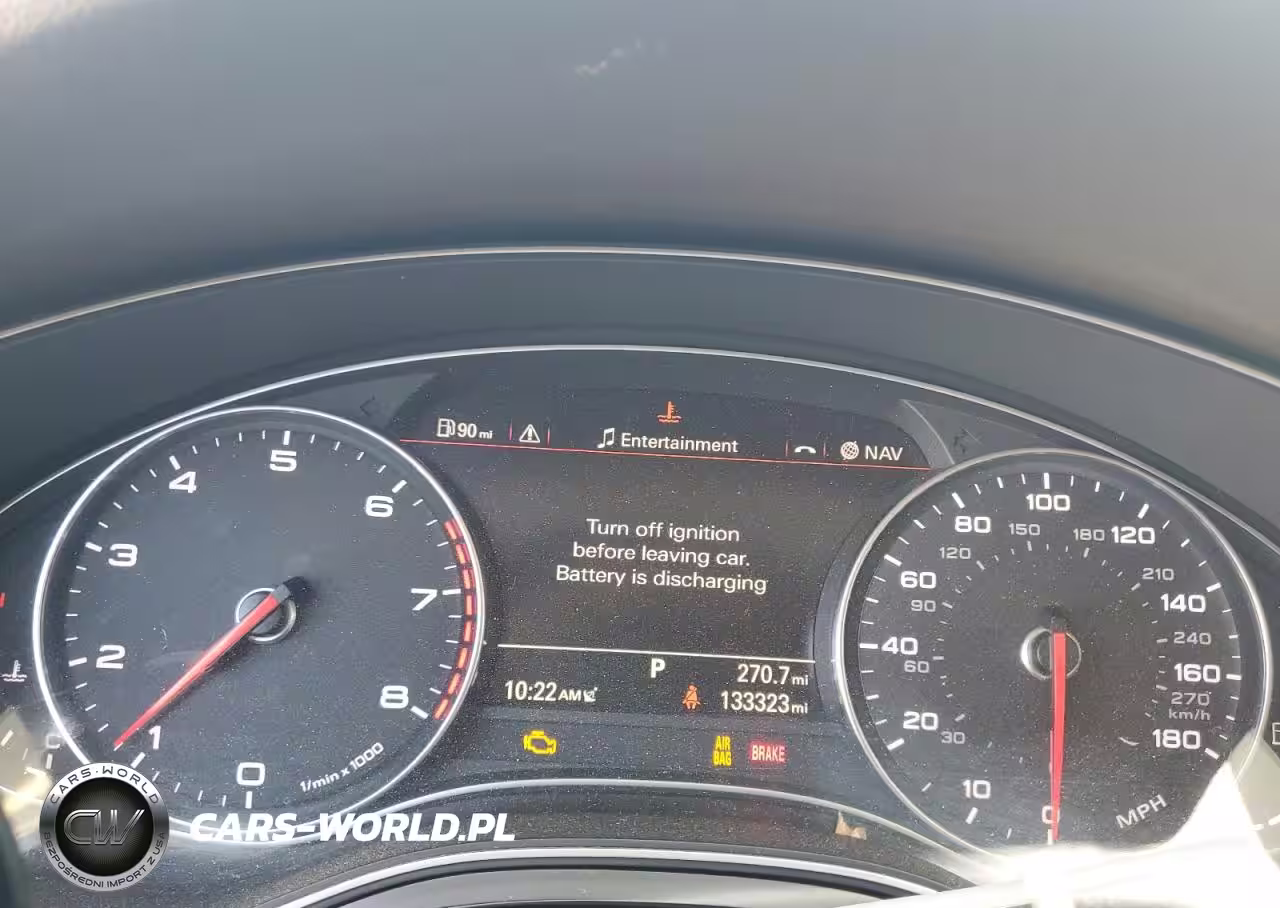 90 mi
Entertainment
NAV
Turn off ignition
before leaving car.
Battery is discharging
P
270.7 mi
10:22 AM
133323 mi
AIR
BAG
BRAKE
0
1
2
3
4
5
6
7
8
1/min x 1000
0
10
20
40
60
80
100
120
140
160
180
30
60
90
120
150
180
210
240
270
km/h
MPH
CARS-WORLD
CW
BEZPOŚREDNI IMPORT Z USA
CARS-WORLD.PL